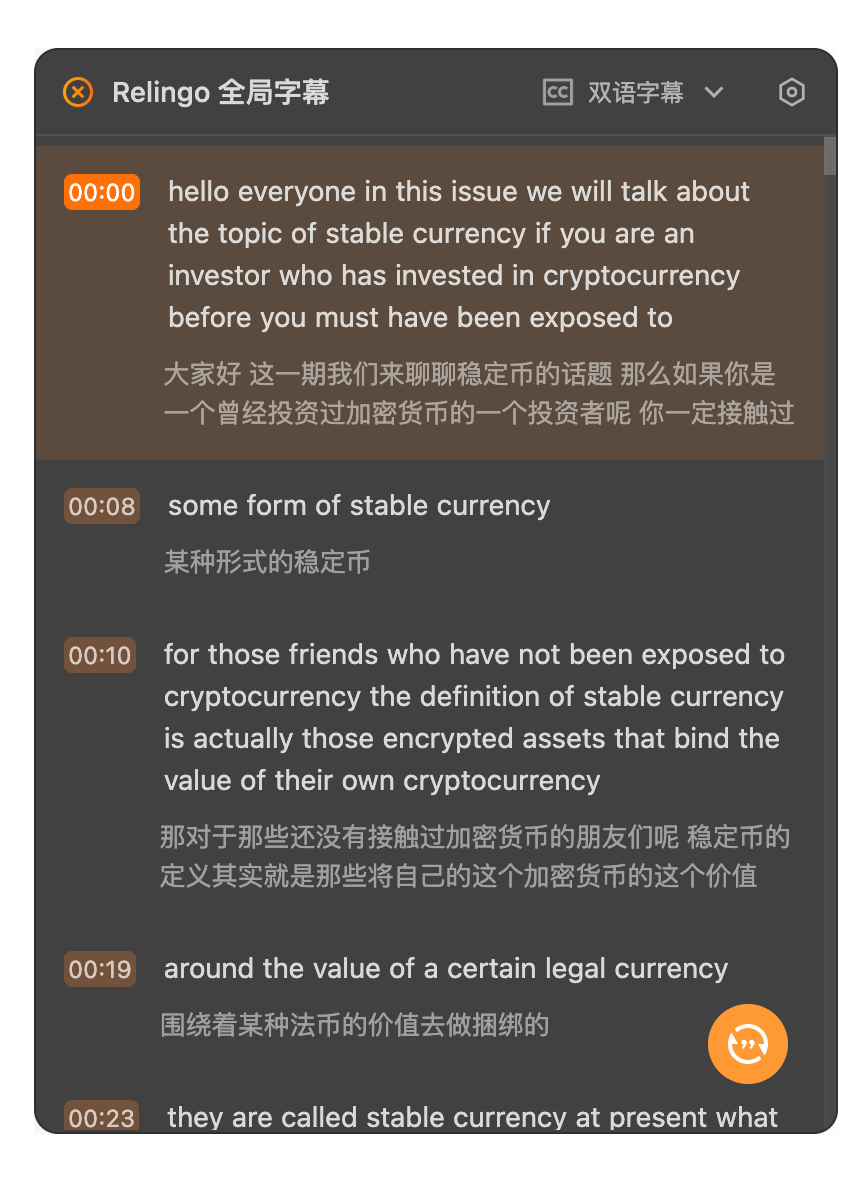 Relingo 全局字幕
CC 双语字幕
00:00 hello everyone in this issue we will talk about
the topic of stable currency if you are an
investor who has invested in cryptocurrency
before you must have been exposed to
大家好 这一期我们来聊聊稳定币的话题 那么如果你是
一个曾经投资过加密货币的一个投资者呢 你一定接触过
00:08 some form of stable currency
某种形式的稳定币
00:10 for those friends who have not been exposed to
cryptocurrency the definition of stable currency
is actually those encrypted assets that bind the
value of their own cryptocurrency
那对于那些还没有接触过加密货币的朋友们呢 稳定币的
定义其实就是那些将自己的这个加密货币的这个价值
00:19 around the value of a certain legal currency
围绕着某种法币的价值去做捆绑的
00:23 they are called stable currency at present what